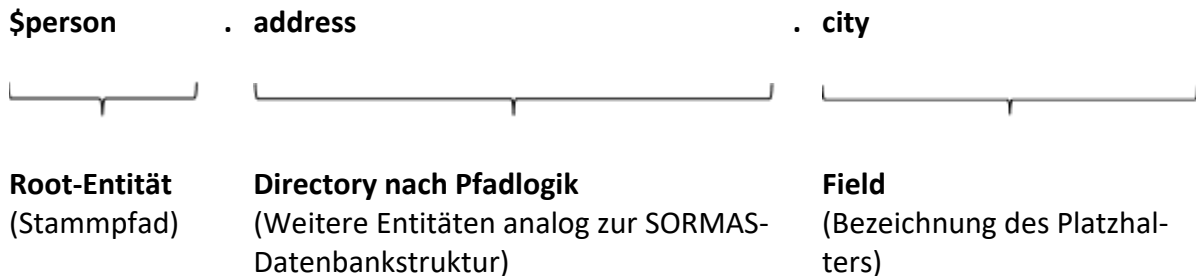 $person . address . city
Root-Entität Directory nach Pfadlogik Field
(Stammpfad) (Weitere Entitäten analog zur SORMAS- (Bezeichnung des Platzhal-
Datenbankstruktur) ters)